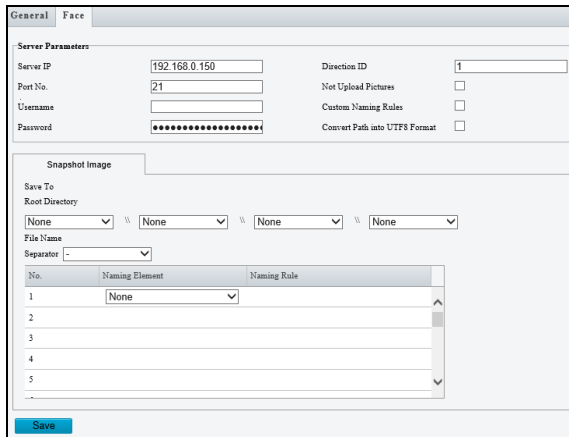 General Face
Server Parameters
Server IP 192.168.0.150 Direction ID 1
Port No. 21 Not Upload Pictures
Username Custom Naming Rules
Password ●●●●●●●●●●●●●●●●●●● Convert Path into UTF8 Format
Snapshot Image
Save To
Root Directory
None \\ None \\ None \\ None
File Name
Separator -
No. Naming Element Naming Rule
1 None
2
3
4
5
Save